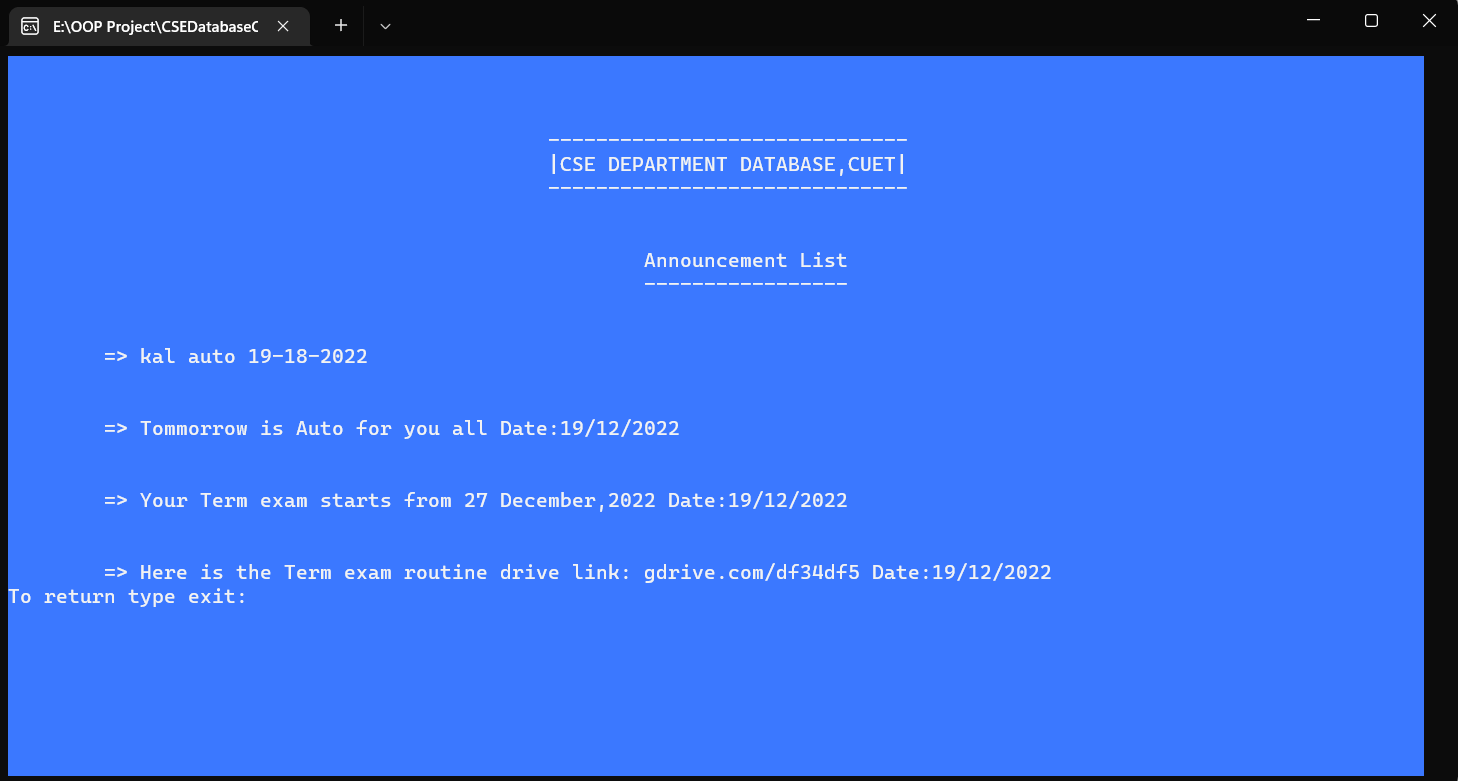 E:\OOP Project\CSEDatabaseC
------------------------------
|CSE DEPARTMENT DATABASE,CUET|
------------------------------
Announcement List
-----------------
=> kal auto 19-18-2022
=> Tommorrow is Auto for you all Date:19/12/2022
=> Your Term exam starts from 27 December,2022 Date:19/12/2022
=> Here is the Term exam routine drive link: gdrive.com/df34df5 Date:19/12/2022
To return type exit: